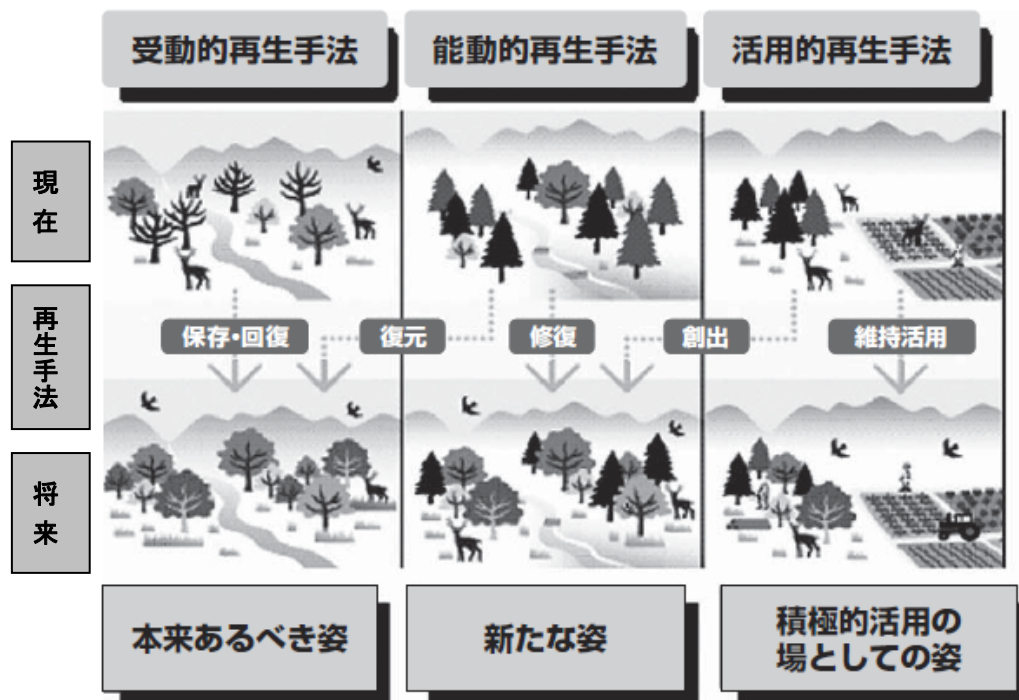 受動的再生手法
能動的再生手法
活用的再生手法
現在
再生手法
保存・回復
復元
修復
創出
維持活用
将来
本来あるべき姿
新たな姿
積極的活用の
場としての姿